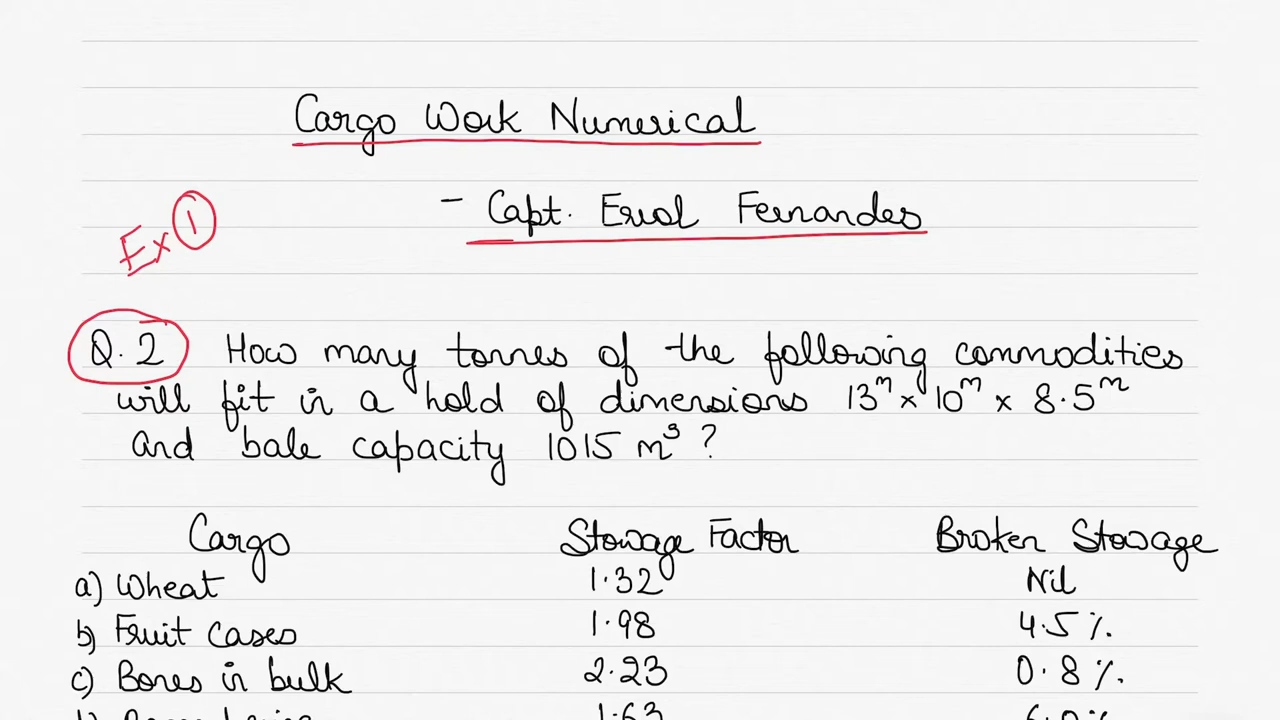 Cargo Work Numerical
- Capt. Errol Fernandes
Ex 1
Q.2 How many tonnes of the following commodities
will fit in a hold of dimensions 13ᵐ x 10ᵐ x 8.5ᵐ
and bale capacity 1015 m³ ?
Cargo Stowage Factor Broken Stowage
a) Wheat 1.32 Nil
b) Fruit cases 1.98 4.5 %.
c) Bones in bulk 2.23 0.8 %.
1.63